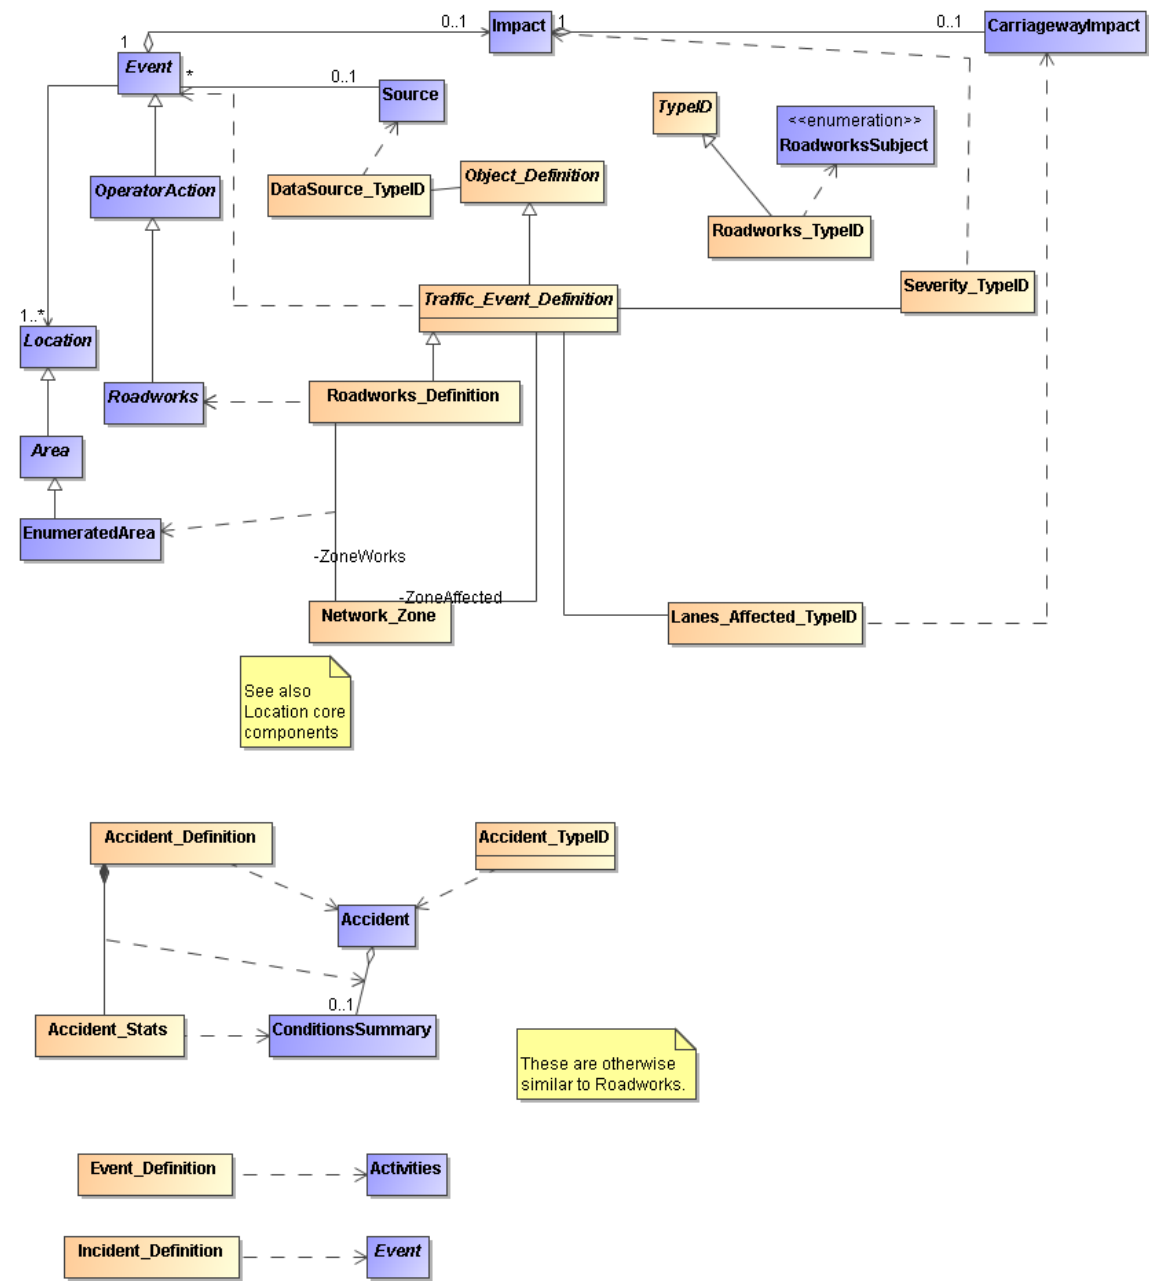 0..1
Impact
1
0..1
CarriagewayImpact
1
Event
*
0..1
Source
TypeID
<<enumeration>>
RoadworksSubject
OperatorAction
DataSource_TypeID
Object_Definition
Roadworks_TypeID
Traffic_Event_Definition
Severity_TypeID
1..*
Location
Roadworks
Roadworks_Definition
Area
EnumeratedArea
-ZoneWorks
-ZoneAffected
Network_Zone
Lanes_Affected_TypeID
See also
Location core
components
Accident_Definition
Accident_TypeID
Accident
0..1
Accident_Stats
ConditionsSummary
These are otherwise
similar to Roadworks.
Event_Definition
Activities
Incident_Definition
Event